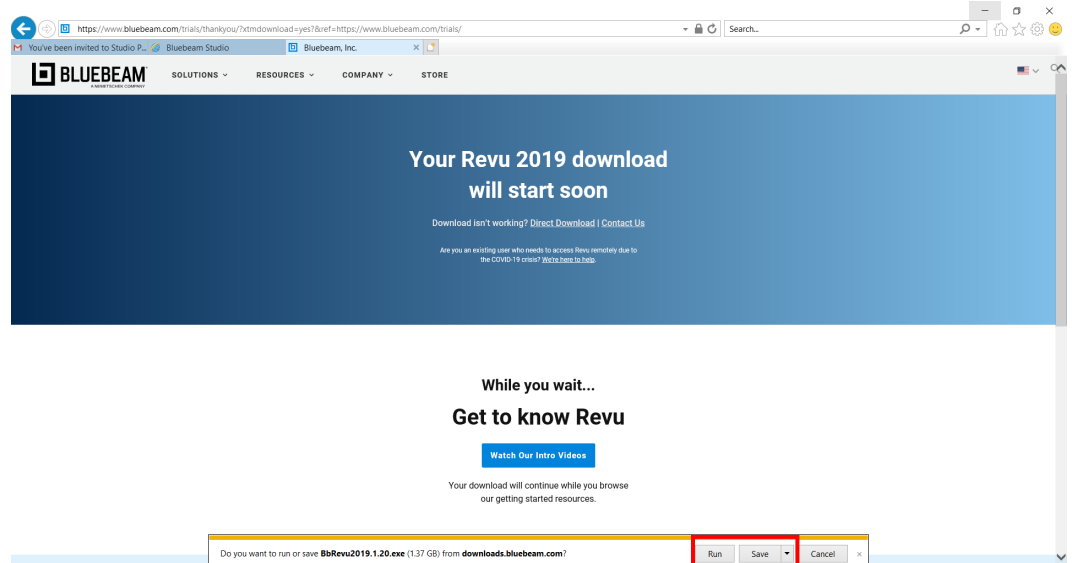 https://www.bluebeam.com/trials/thankyou/?xtmdownload=yes?&ref=https://www.bluebeam.com/trials/
Search...
You've been invited to Studio P...
Bluebeam Studio
Bluebeam, Inc.
BLUEBEAM
A NEMETSCHEK COMPANY
SOLUTIONS
RESOURCES
COMPANY
STORE
Your Revu 2019 download
will start soon
Download isn't working? Direct Download | Contact Us
Are you an existing user who needs to access Revu remotely due to
the COVID-19 crisis? We're here to help.
While you wait...
Get to know Revu
Watch Our Intro Videos
Your download will continue while you browse
our getting started resources.
Do you want to run or save BbRevu2019.1.20.exe (1.37 GB) from downloads.bluebeam.com?
Run
Save
Cancel